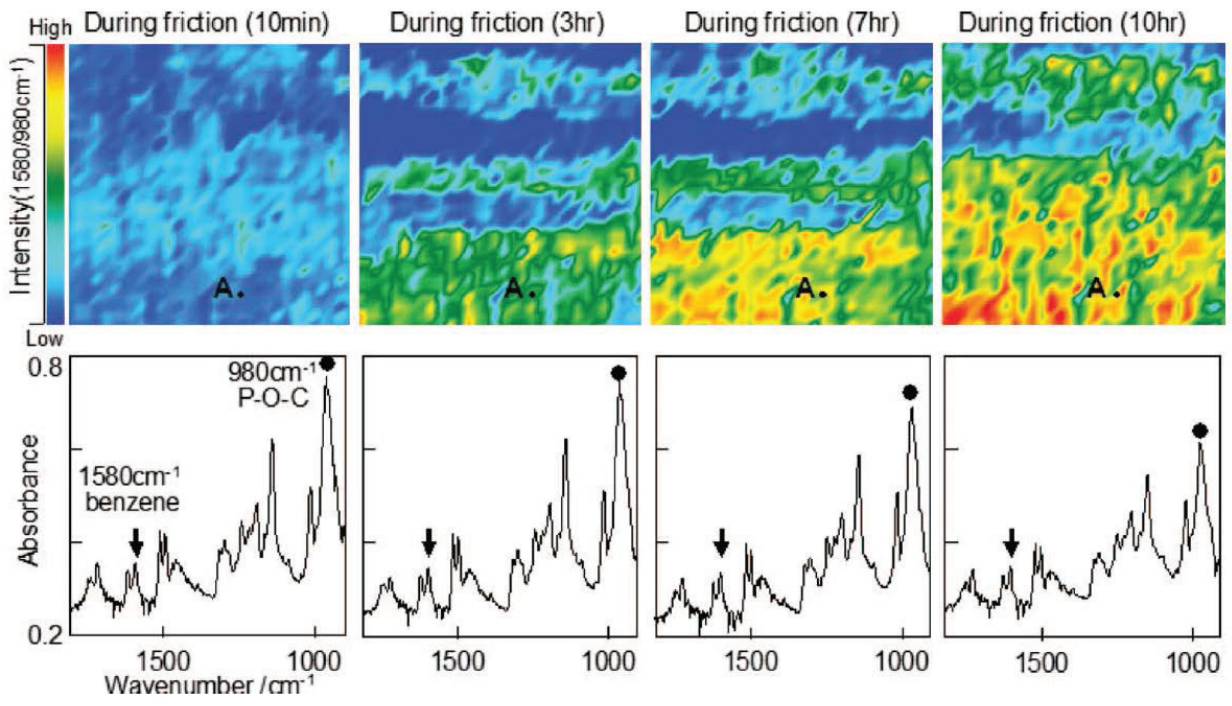 During friction (10min)
During friction (3hr)
During friction (7hr)
During friction (10hr)
High
Intensity(1580/980cm⁻¹)
Low
A.
A.
A.
A.
0.8
0.2
Absorbance
980cm⁻¹
P-O-C
1580cm⁻¹
benzene
1500
1000
1500
1000
1500
1000
1500
1000
Wavenumber /cm⁻¹